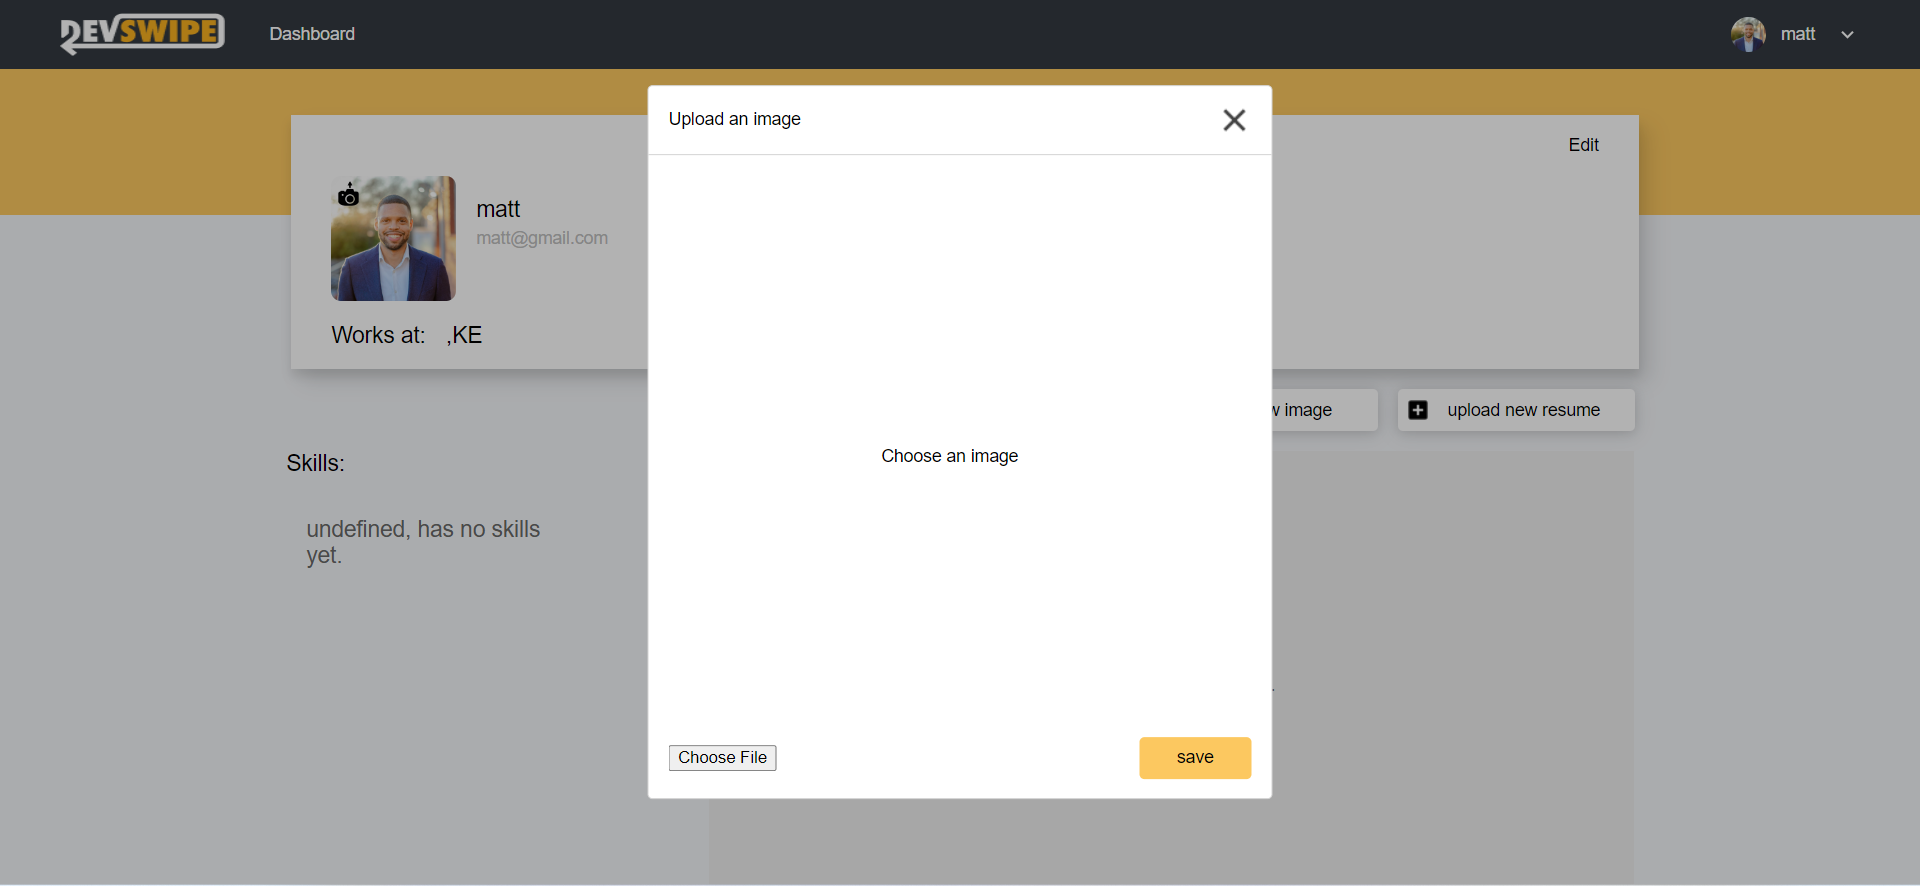 DEVSWIPE
Dashboard
matt
Upload an image
Edit
matt
matt@gmail.com
Works at: ,KE
image
upload new resume
Choose an image
Skills:
undefined, has no skills
yet.
Choose File
save